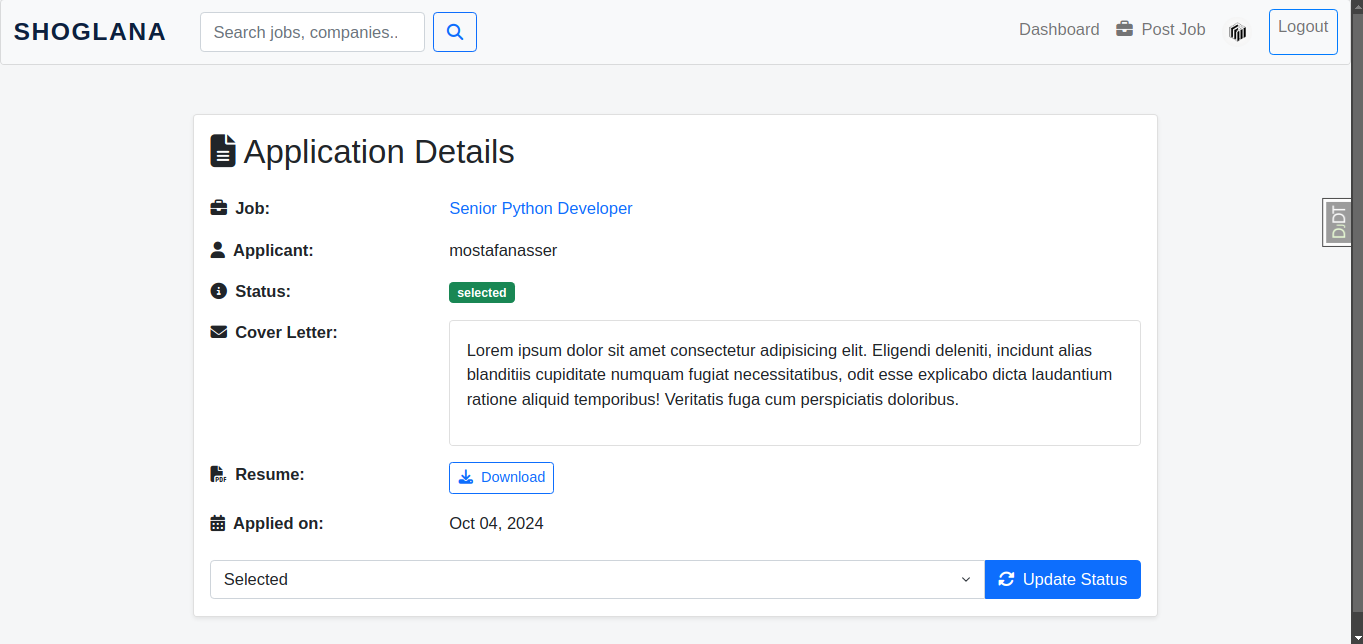 SHOGLANA
Search jobs, companies..
Dashboard
Post Job
Logout
Application Details
Job: Senior Python Developer
Applicant: mostafanasser
Status: selected
Cover Letter:
Lorem ipsum dolor sit amet consectetur adipisicing elit. Eligendi deleniti, incidunt alias
blanditiis cupiditate numquam fugiat necessitatibus, odit esse explicabo dicta laudantium
ratione aliquid temporibus! Veritatis fuga cum perspiciatis doloribus.
PDF Resume: Download
Applied on: Oct 04, 2024
Selected
Update Status
DjDT